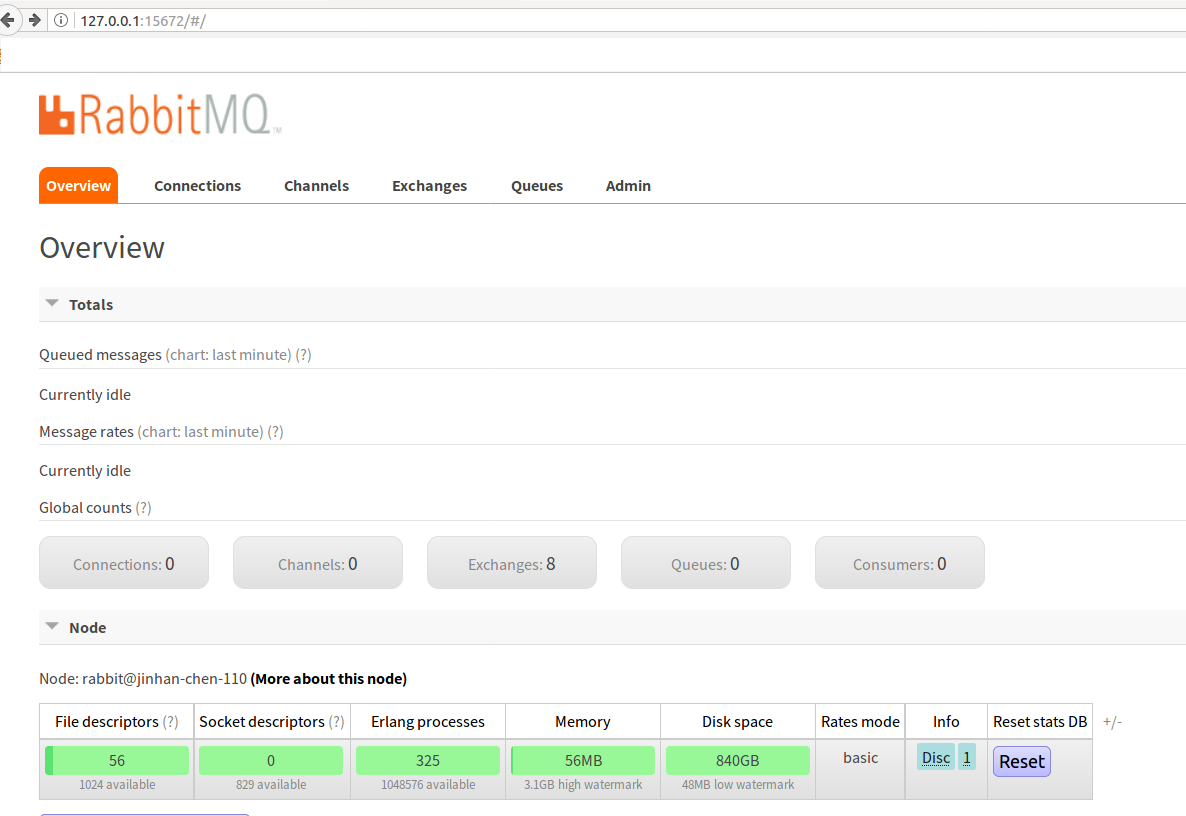 127.0.0.1:15672/#/
RabbitMQ™
Overview Connections Channels Exchanges Queues Admin
Overview
Totals
Queued messages (chart: last minute) (?)
Currently idle
Message rates (chart: last minute) (?)
Currently idle
Global counts (?)
Connections: 0 Channels: 0 Exchanges: 8 Queues: 0 Consumers: 0
Node
Node: rabbit@jinhan-chen-110 (More about this node)
File descriptors (?) Socket descriptors (?) Erlang processes Memory Disk space Rates mode Info Reset stats DB +/-
56 0 325 56MB 840GB basic Disc 1 Reset
1024 available 829 available 1048576 available 3.1GB high watermark 48MB low watermark